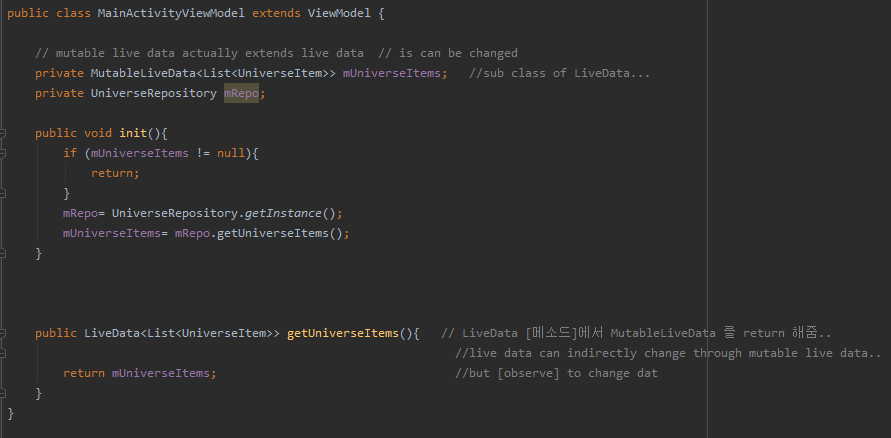 public class MainActivityViewModel extends ViewModel {
// mutable live data actually extends live data  // is can be changed
private MutableLiveData<List<UniverseItem>> mUniverseItems;   //sub class of LiveData...
private UniverseRepository mRepo;
public void init(){
if (mUniverseItems != null){
return;
}
mRepo= UniverseRepository.getInstance();
mUniverseItems= mRepo.getUniverseItems();
}
public LiveData<List<UniverseItem>> getUniverseItems(){   // LiveData [메소드]에서 MutableLiveData 를 return 해줌..
//live data can indirectly change through mutable live data..
return mUniverseItems;   //but [observe] to change dat
}
}